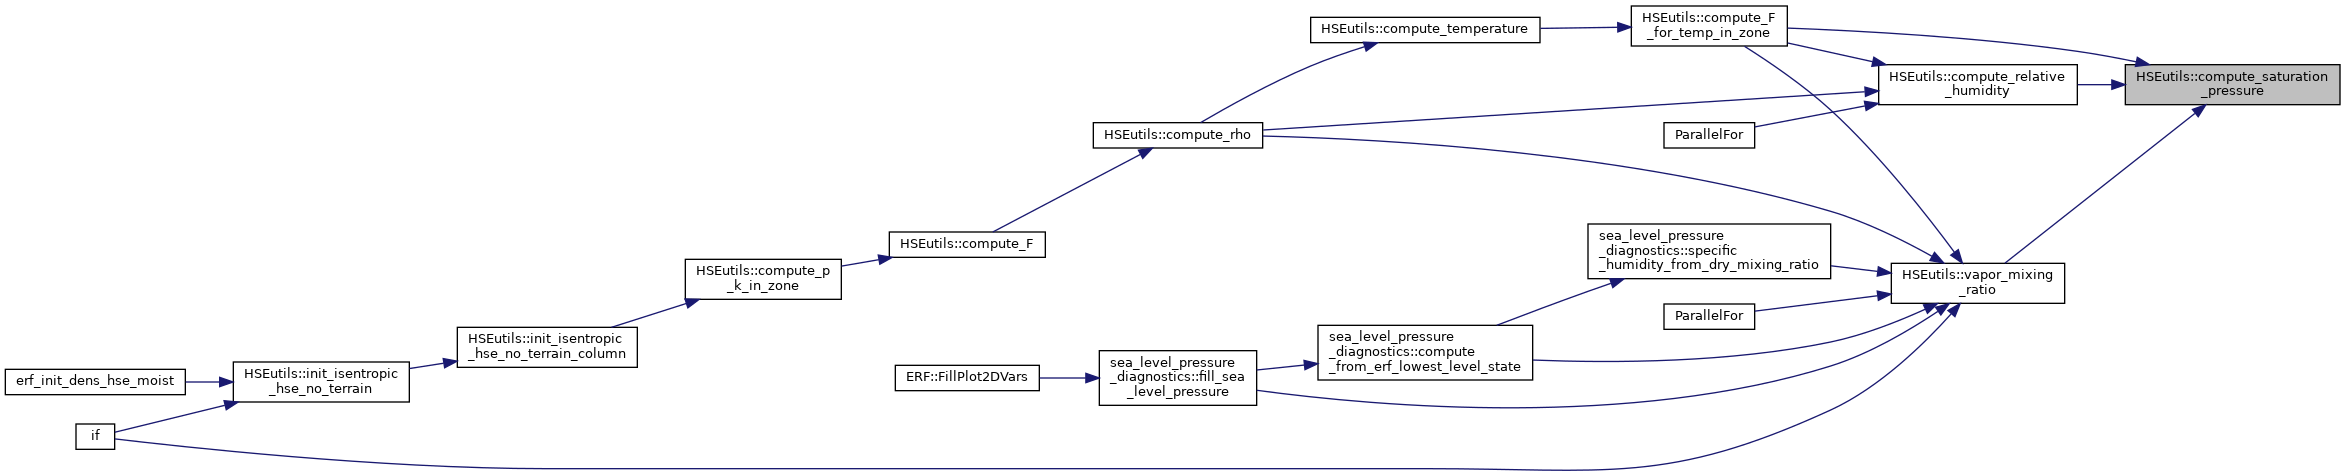 HSEutils::compute_temperature
HSEutils::compute_F
_for_temp_in_zone
HSEutils::compute_relative
_humidity
HSEutils::compute_saturation
_pressure
HSEutils::compute_rho
ParallelFor
HSEutils::compute_F
sea_level_pressure
_diagnostics::specific
_humidity_from_dry_mixing_ratio
HSEutils::vapor_mixing
_ratio
HSEutils::compute_p
_k_in_zone
ParallelFor
HSEutils::init_isentropic
_hse_no_terrain_column
sea_level_pressure
_diagnostics::compute
_from_erf_lowest_level_state
erf_init_dens_hse_moist
HSEutils::init_isentropic
_hse_no_terrain
ERF::FillPlot2DVars
sea_level_pressure
_diagnostics::fill_sea
_level_pressure
if